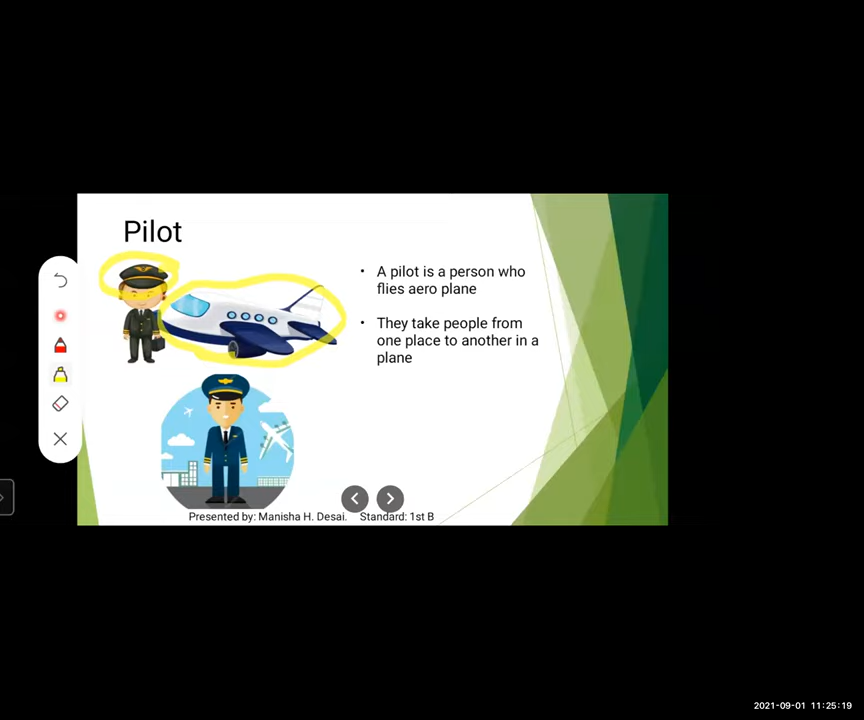 Pilot
• A pilot is a person who
flies aero plane
• They take people from
one place to another in a
plane
Presented by: Manisha H. Desai. Standard: 1st B
2021-09-01 11:25:19